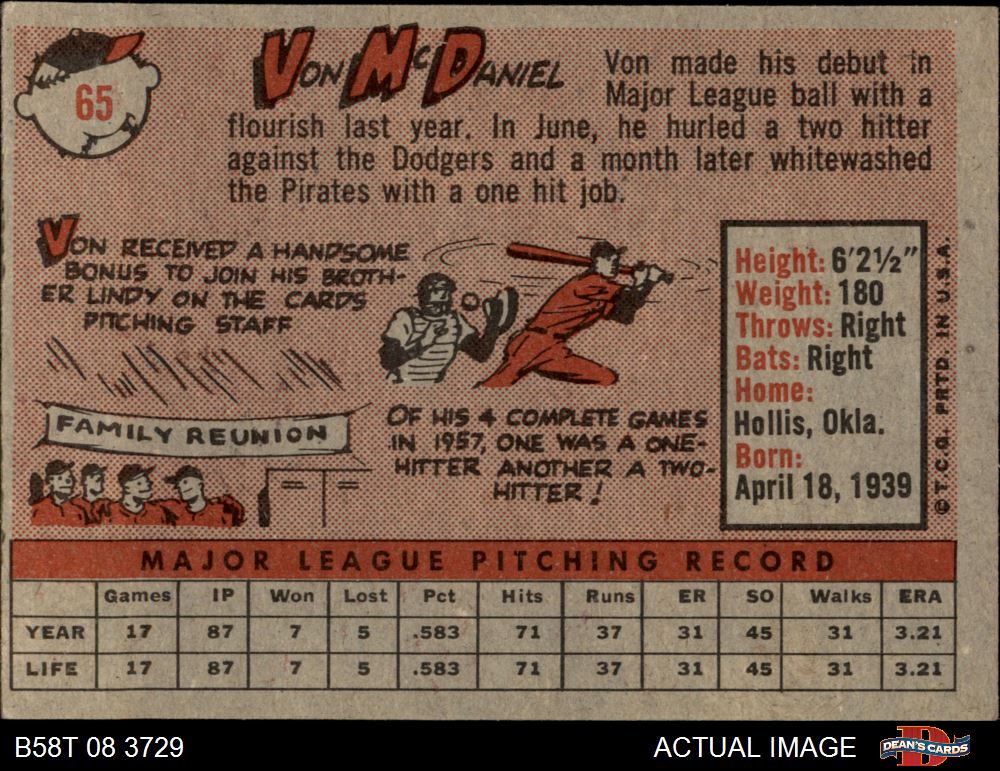 65
VON McDANIEL
Von made his debut in
Major League ball with a
flourish last year. In June, he hurled a two hitter
against the Dodgers and a month later whitewashed
the Pirates with a one hit job.
VON RECEIVED A HANDSOME
BONUS TO JOIN HIS BROTH-
ER LINDY ON THE CARDS
PITCHING STAFF
FAMILY REUNION
OF HIS 4 COMPLETE GAMES
IN 1957, ONE WAS A ONE-
HITTER ANOTHER A TWO-
HITTER!
Height: 6'2½"
Weight: 180
Throws: Right
Bats: Right
Home:
Hollis, Okla.
Born:
April 18, 1939
© T.C.G. PRTD. IN U.S.A.
MAJOR LEAGUE PITCHING RECORD
Games IP Won Lost Pct Hits Runs ER SO Walks ERA
YEAR 17 87 7 5 .583 71 37 31 45 31 3.21
LIFE 17 87 7 5 .583 71 37 31 45 31 3.21
B58T 08 3729
ACTUAL IMAGE
DEAN'S CARDS